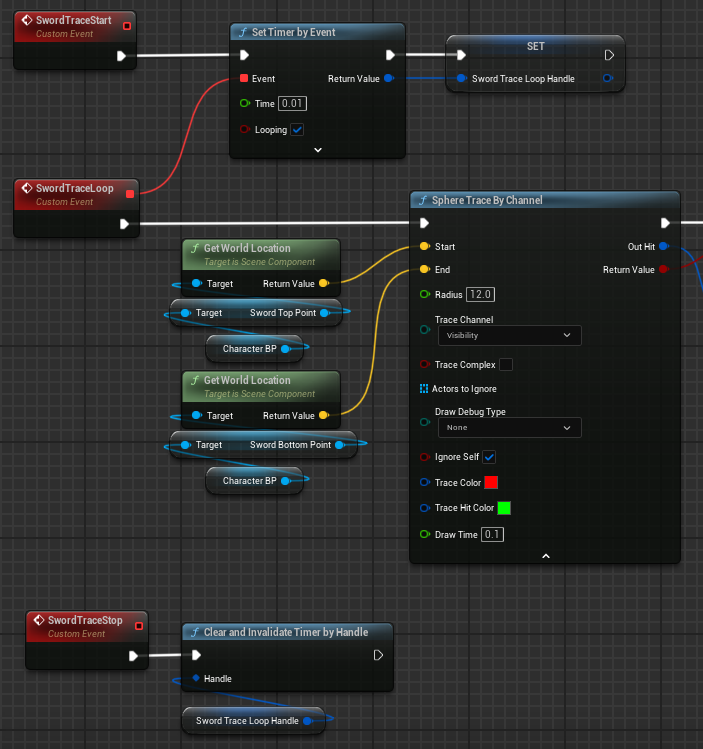 SwordTraceStart
Custom Event
Set Timer by Event
Event
Return Value
Time 0.01
Looping
SET
Sword Trace Loop Handle
SwordTraceLoop
Custom Event
Get World Location
Target is Scene Component
Target
Return Value
Target
Sword Top Point
Character BP
Get World Location
Target is Scene Component
Target
Return Value
Target
Sword Bottom Point
Character BP
Sphere Trace By Channel
Start
Out Hit
End
Return Value
Radius 12.0
Trace Channel
Visibility
Trace Complex
Actors to Ignore
Draw Debug Type
None
Ignore Self
Trace Color
Trace Hit Color
Draw Time 0.1
SwordTraceStop
Custom Event
Clear and Invalidate Timer by Handle
Handle
Sword Trace Loop Handle